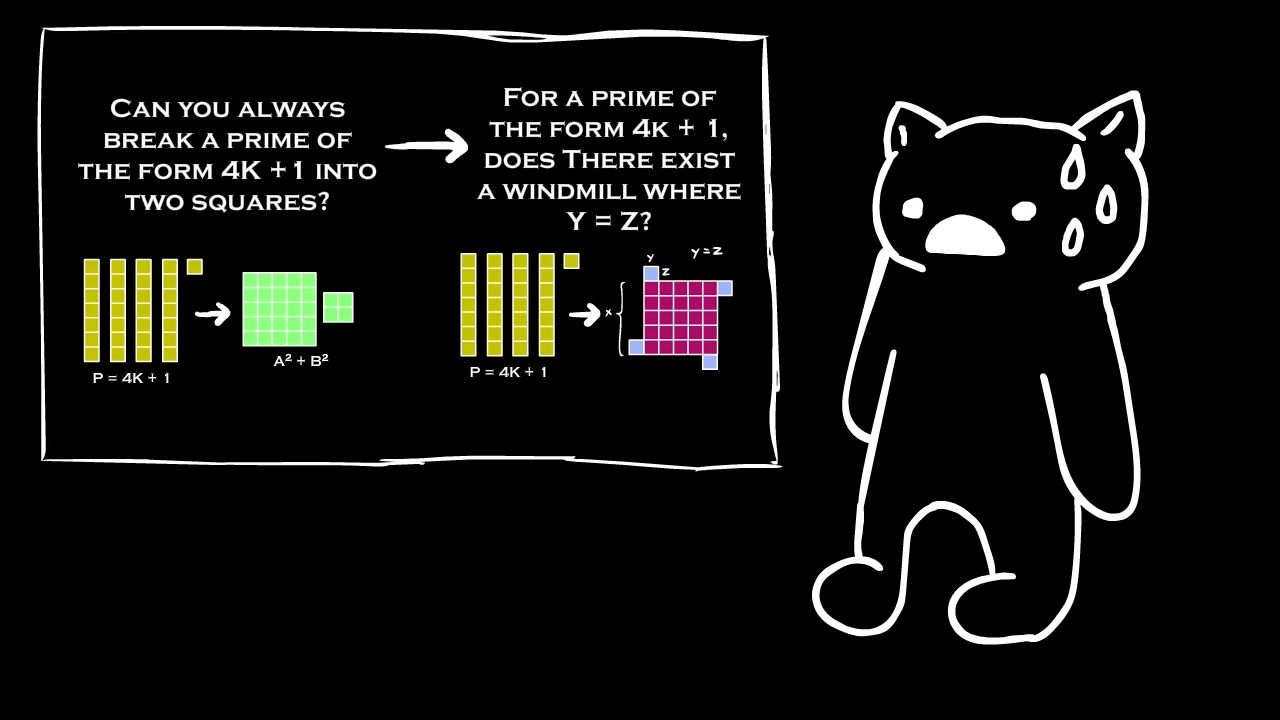 Can you always
break a prime of
the form 4k +1 into
two squares?
P = 4k + 1
A² + B²
For a prime of
the form 4k + 1,
does There exist
a windmill where
Y = Z?
y
z
y=z
x
P = 4k + 1